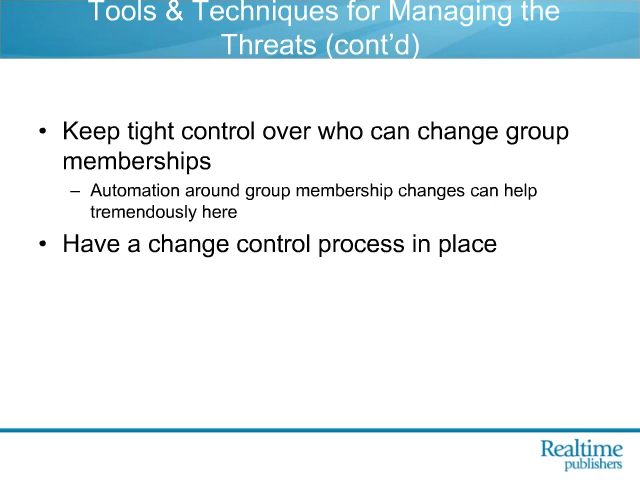 Tools & Techniques for Managing the
Threats (cont’d)
• Keep tight control over who can change group
memberships
– Automation around group membership changes can help
tremendously here
• Have a change control process in place
Realtime
publishers